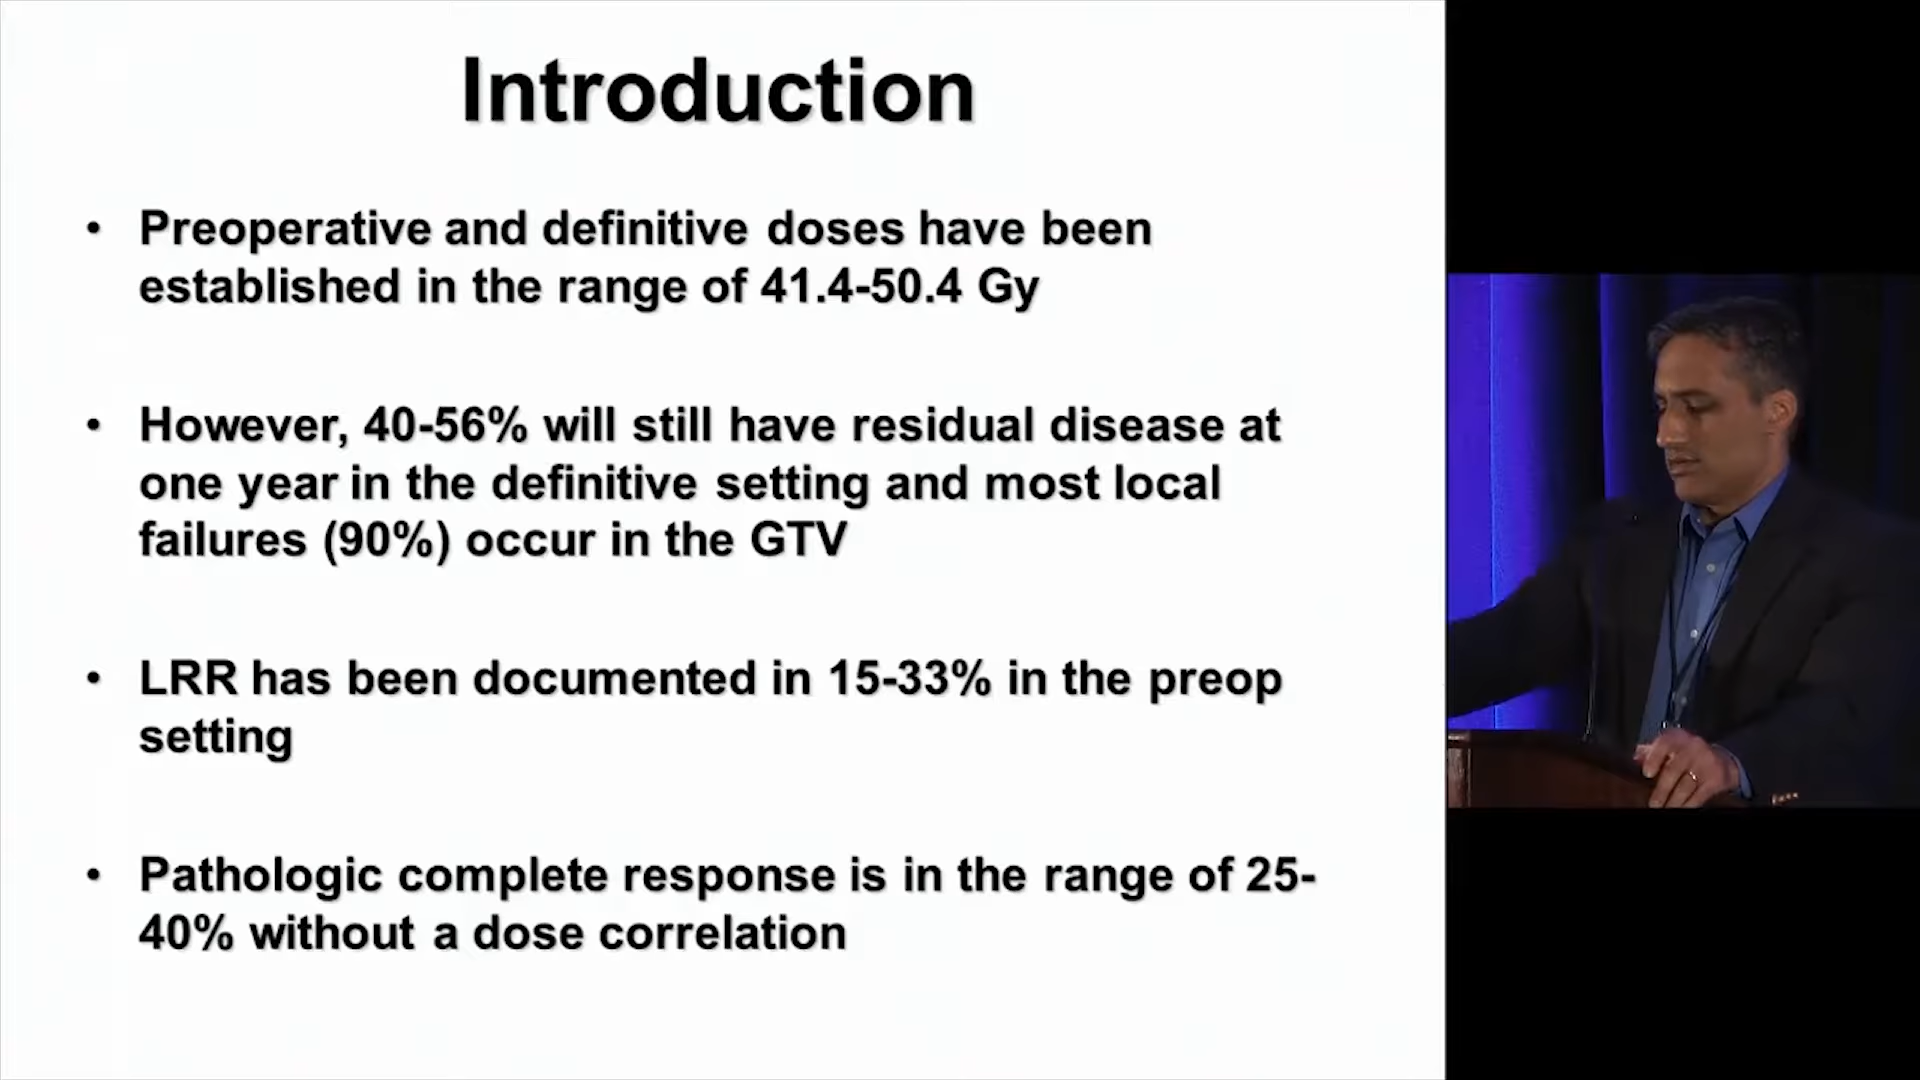 Introduction
• Preoperative and definitive doses have been
established in the range of 41.4-50.4 Gy
• However, 40-56% will still have residual disease at
one year in the definitive setting and most local
failures (90%) occur in the GTV
• LRR has been documented in 15-33% in the preop
setting
• Pathologic complete response is in the range of 25-
40% without a dose correlation